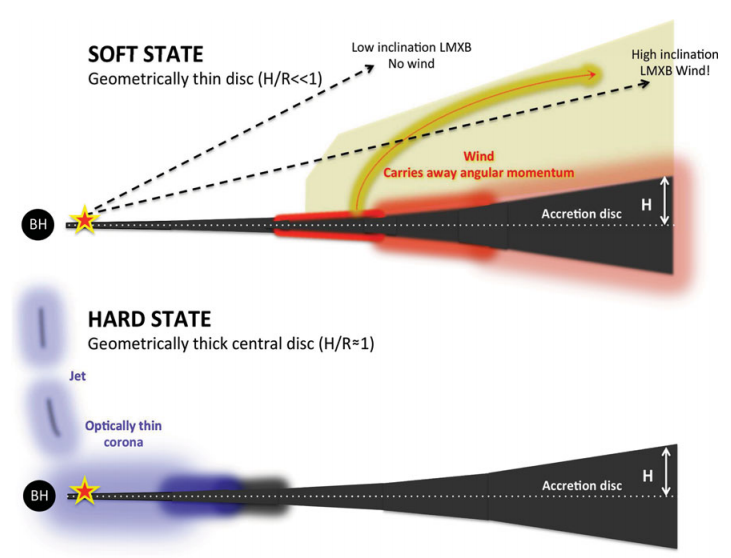 SOFT STATE
Geometrically thin disc (H/R<<1)
Low inclination LMXB
No wind
High inclination
LMXB Wind!
Wind
Carries away angular momentum
BH
Accretion disc
H
HARD STATE
Geometrically thick central disc (H/R≈1)
Jet
Optically thin
corona
BH
Accretion disc
H